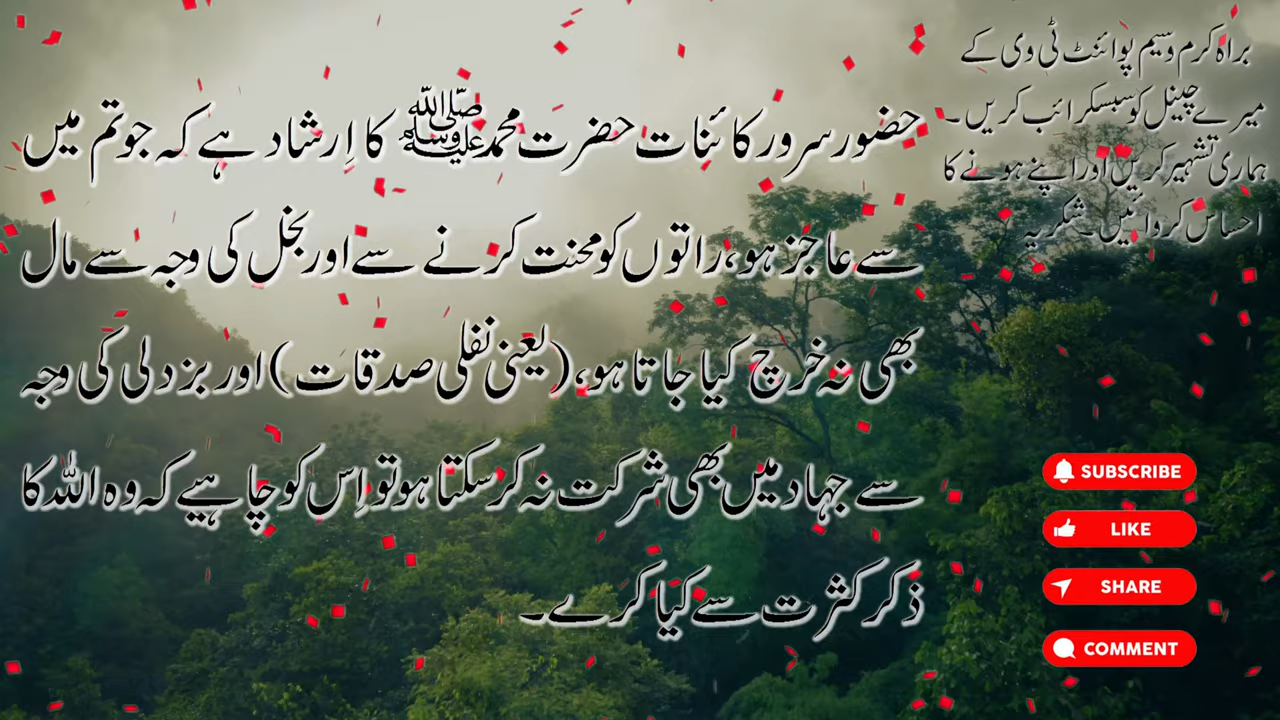 براہ کرم وسیم پوائنٹ ٹی وی کے
میرے چینل کو سبسکرائب کریں۔
ہماری تشہیر کریں اور اپنے ہونے کا
احساس کروائیں۔ شکریہ
حضور سرور کائنات حضرت محمد ﷺ کا اِرشاد ہے کہ جو تم میں
سے عاجز ہو، راتوں کو محنت کرنے سے اور بخل کی وجہ سے مال
بھی نہ خرچ کیا جاتا ہو، (یعنی نفلی صدقات) اور بزدلی کی وجہ
سے جہاد میں بھی شرکت نہ کرسکتا ہو تو اِس کو چاہیے کہ وہ اللہ کا
ذکر کثرت سے کیا کرے۔
SUBSCRIBE
LIKE
SHARE
COMMENT